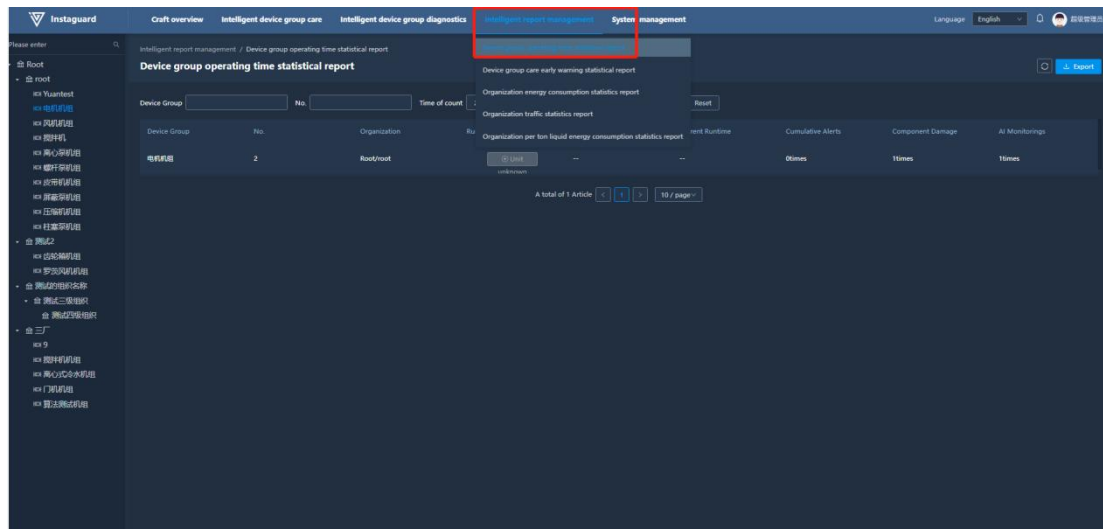 Instaguard
Craft overview
Intelligent device group care
Intelligent device group diagnostics
Intelligent report management
System management
Language
English
超级管理员
Please enter
Root
root
Yuantest
电机机组
风机机组
搅拌机
离心泵机组
螺杆泵机组
皮带机机组
屏蔽泵机组
压缩机机组
柱塞泵机组
测试2
齿轮箱机组
罗茨风机机组
测试的组织名称
测试三级组织
测试四级组织
三厂
9
搅拌机机组
离心式冷水机组
门机机组
算法测试机组
Intelligent report management / Device group operating time statistical report
Device group operating time statistical report
Export
Device group care early warning statistical report
Organization energy consumption statistics report
Organization traffic statistics report
Organization per ton liquid energy consumption statistics report
Device Group
No.
Time of count
Reset
Device Group
No.
Organization
Runtime
Cumulative Alerts
Component Damage
AI Monitorings
电机机组
2
Root/root
Unit
unknown
--
--
0times
1times
1times
A total of 1 Article
<
1
>
10 / page